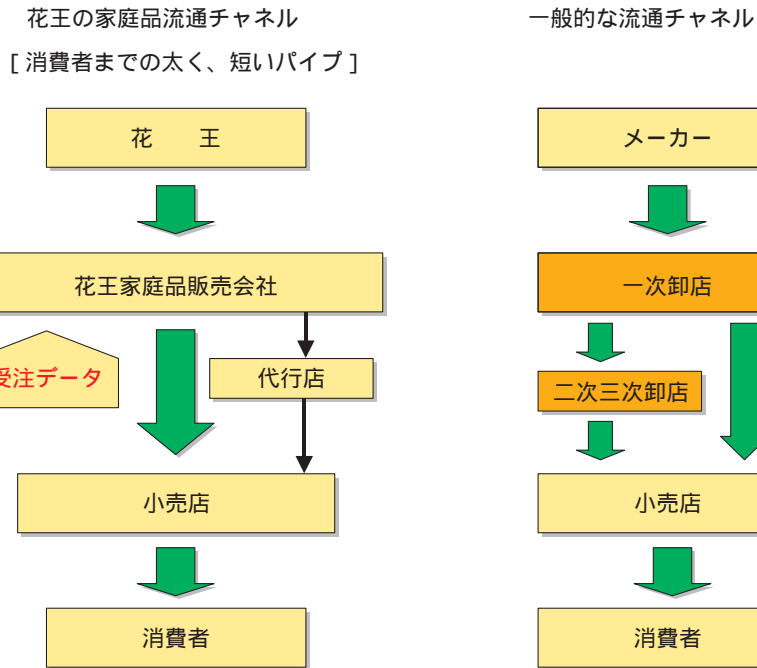 花王の家庭品流通チャネル
[ 消費者までの太く、短いパイプ ]
花　　王
花王家庭品販売会社
受注データ
代行店
小売店
消費者
一般的な流通チャネル
メーカー
一次卸店
二次三次卸店
小売店
消費者